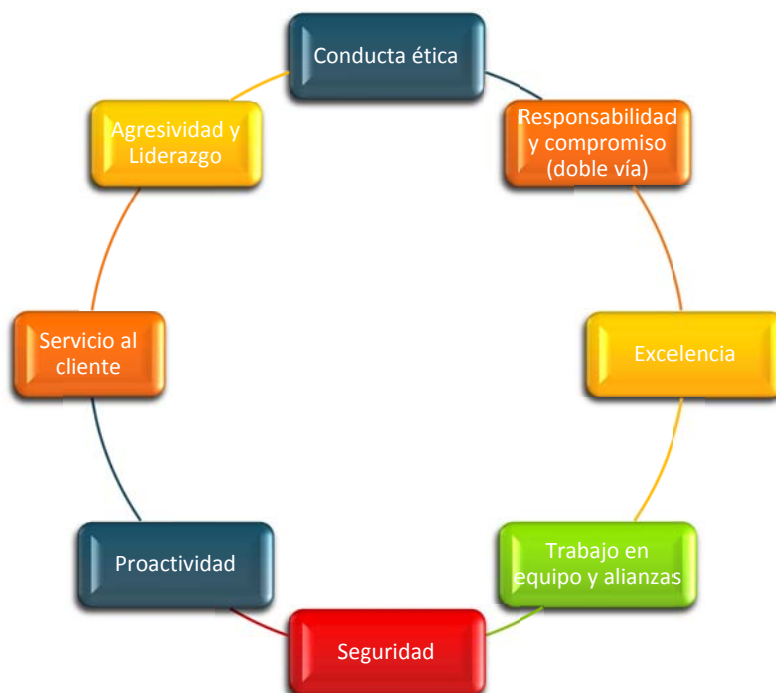 Conducta ética
Responsabilidad
y compromiso
(doble vía)
Excelencia
Trabajo en
equipo y alianzas
Seguridad
Proactividad
Servicio al
cliente
Agresividad y
Liderazgo